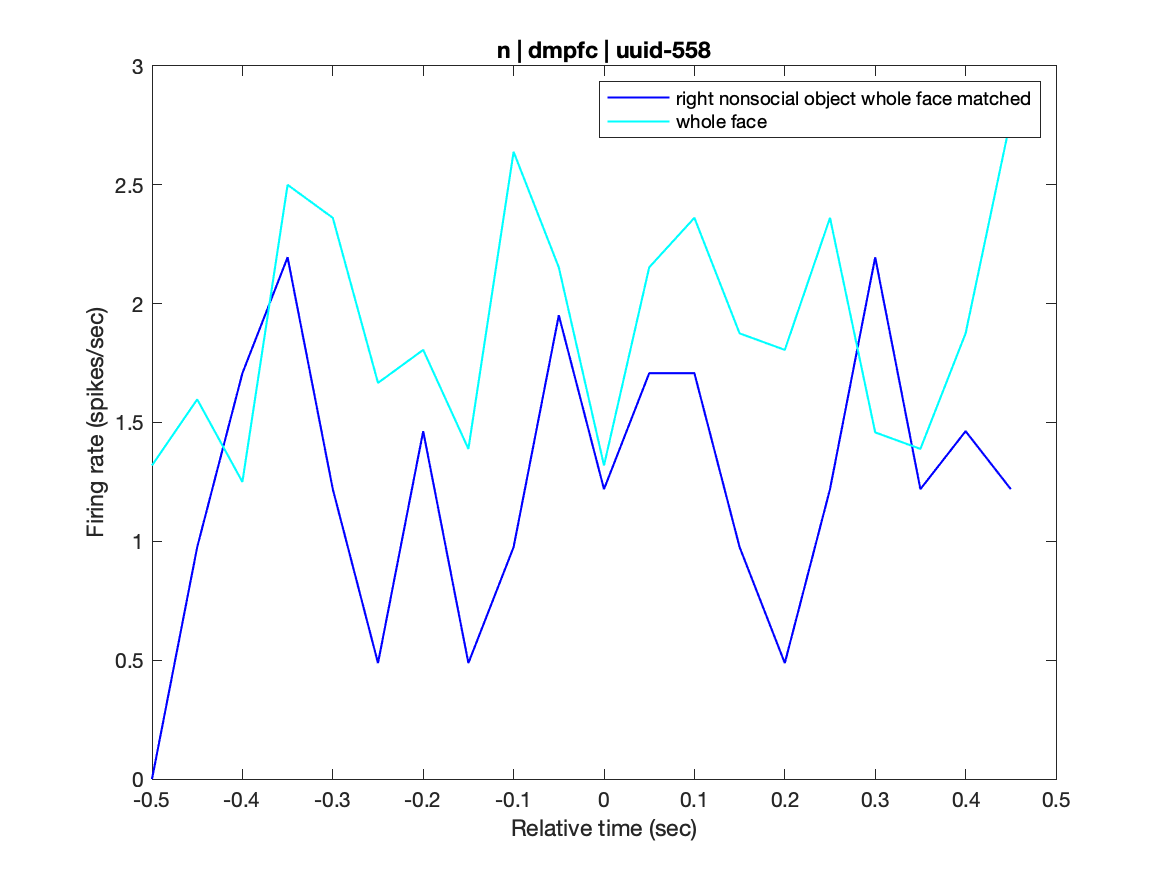 n | dmpfc | uuid-558
right nonsocial object whole face matched
whole face
3
2.5
2
1.5
1
0.5
0
Firing rate (spikes/sec)
-0.5 -0.4 -0.3 -0.2 -0.1 0 0.1 0.2 0.3 0.4 0.5
Relative time (sec)